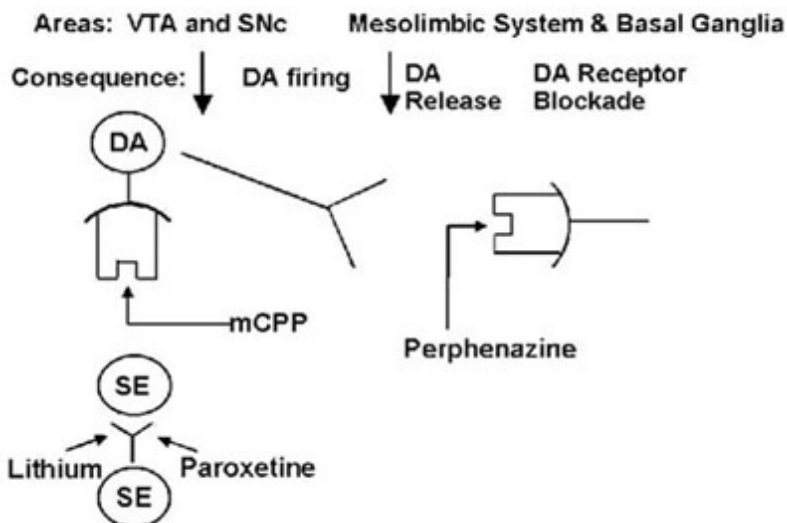 Areas: VTA and SNc Mesolimbic System & Basal Ganglia
Consequence: DA firing DA Release DA Receptor Blockade
DA
mCPP
Perphenazine
SE
Lithium Paroxetine
SE